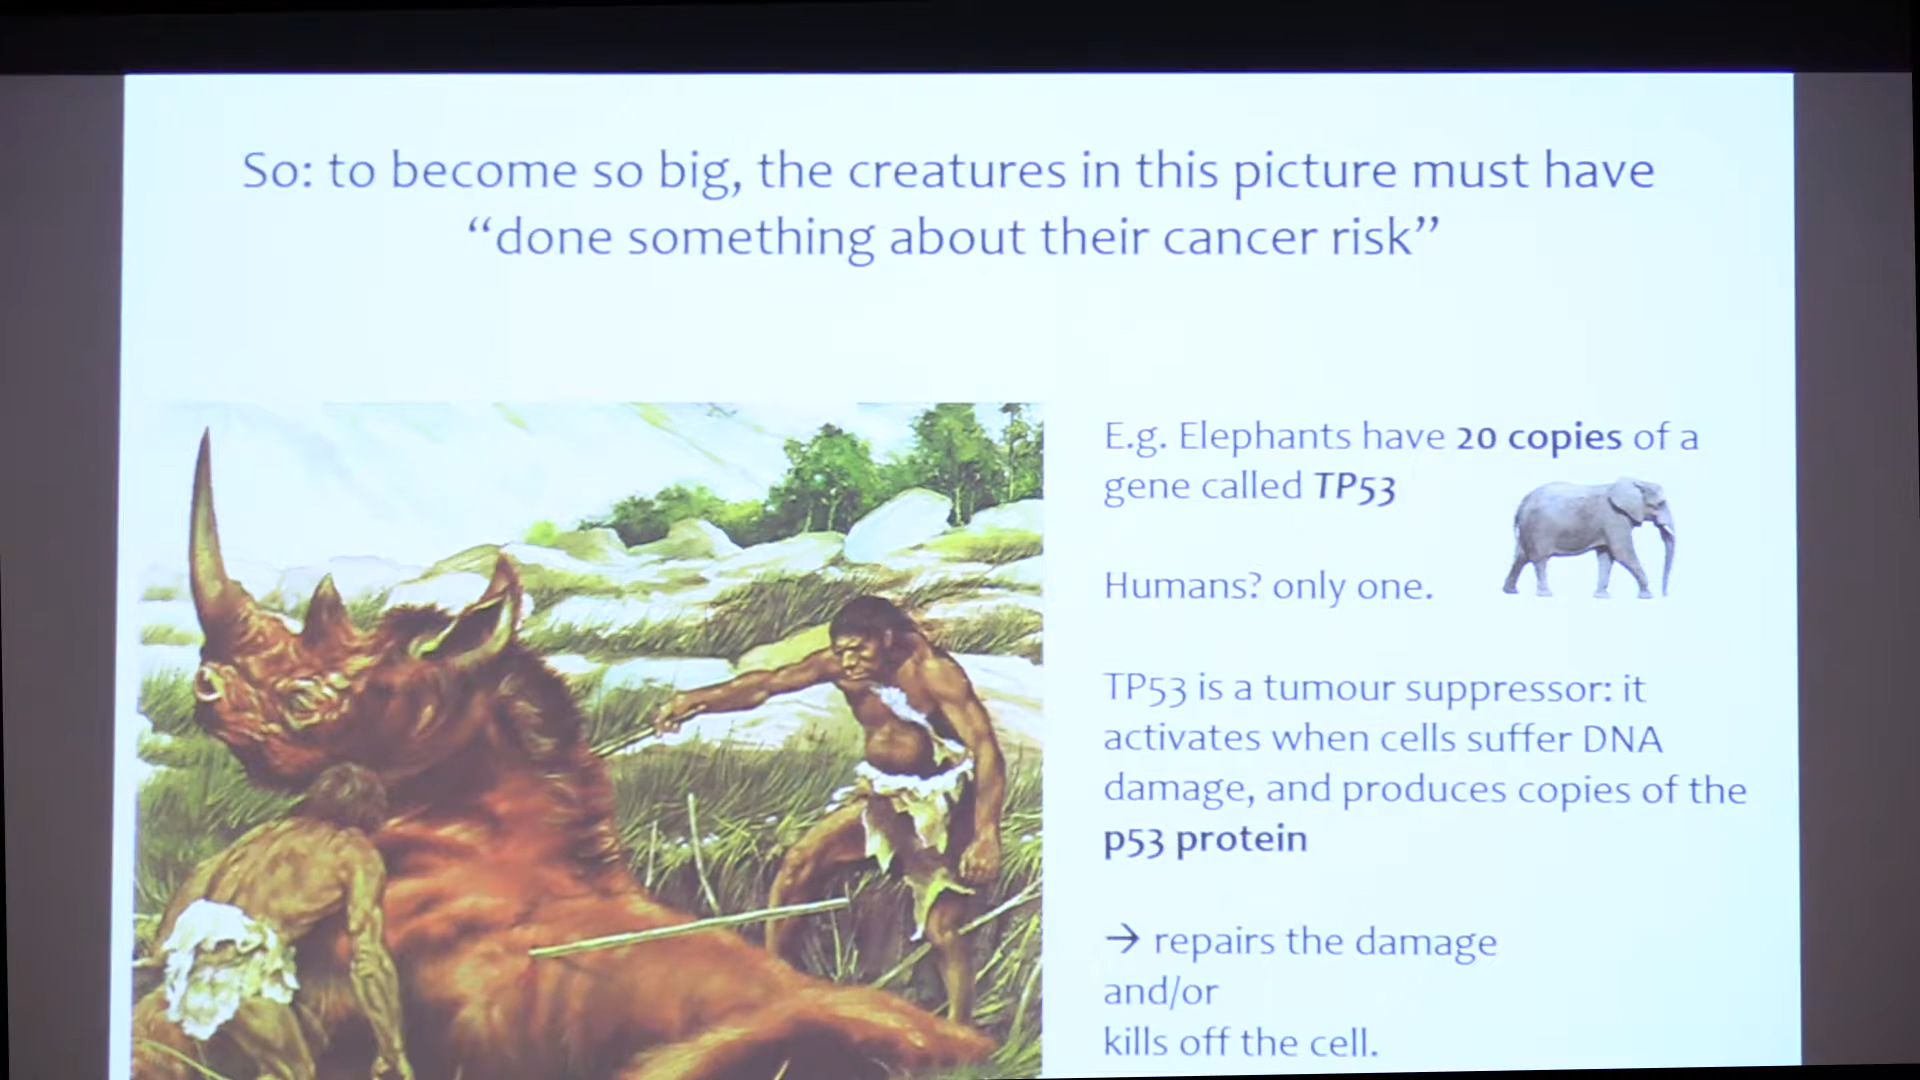 So: to become so big, the creatures in this picture must have
“done something about their cancer risk”
E.g. Elephants have 20 copies of a
gene called TP53
Humans? only one.
TP53 is a tumour suppressor: it
activates when cells suffer DNA
damage, and produces copies of the
p53 protein
→ repairs the damage
and/or
kills off the cell.